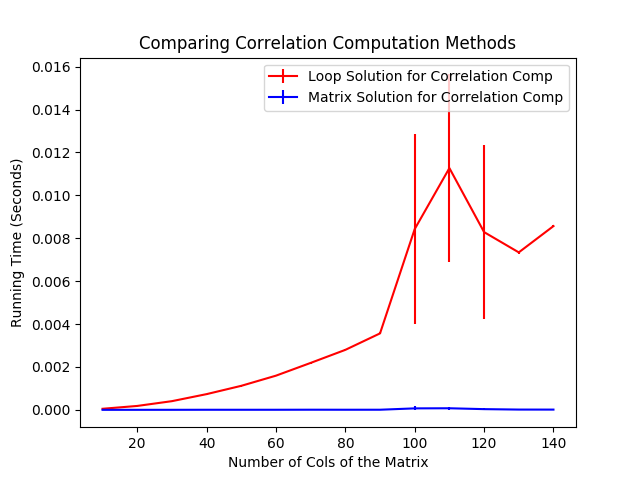 Comparing Correlation Computation Methods
Loop Solution for Correlation Comp
Matrix Solution for Correlation Comp
Running Time (Seconds)
0.016
0.014
0.012
0.010
0.008
0.006
0.004
0.002
0.000
20 40 60 80 100 120 140
Number of Cols of the Matrix